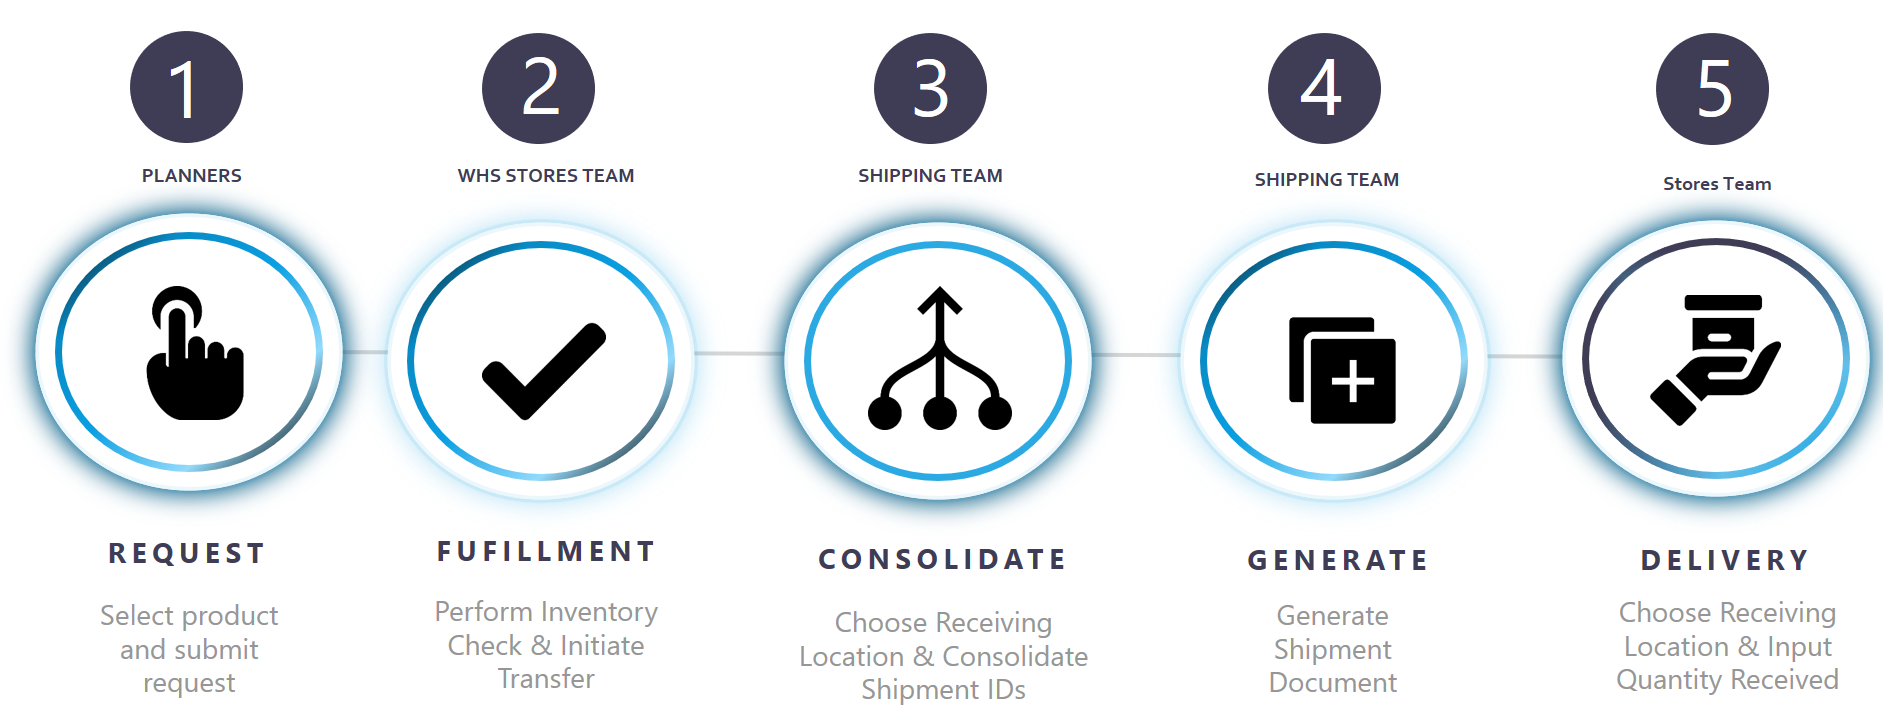 1
PLANNERS
REQUEST
Select product
and submit
request
2
WHS STORES TEAM
FUFILLMENT
Perform Inventory
Check & Initiate
Transfer
3
SHIPPING TEAM
CONSOLIDATE
Choose Receiving
Location & Consolidate
Shipment IDs
4
SHIPPING TEAM
GENERATE
Generate
Shipment
Document
5
Stores Team
DELIVERY
Choose Receiving
Location & Input
Quantity Received